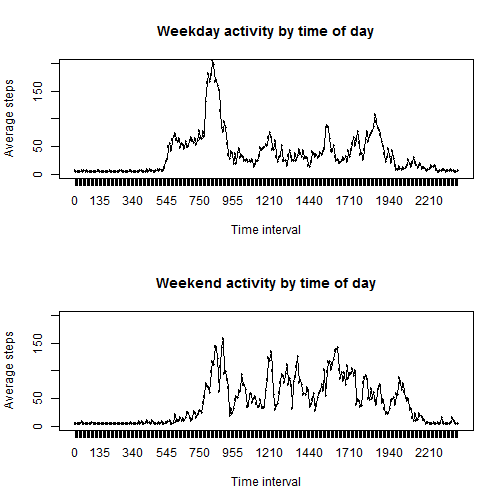 Weekday activity by time of day
Average steps
0 50 150
0 135 340 545 750 955 1210 1440 1710 1940 2210
Time interval
Weekend activity by time of day
Average steps
0 50 150
0 135 340 545 750 955 1210 1440 1710 1940 2210
Time interval